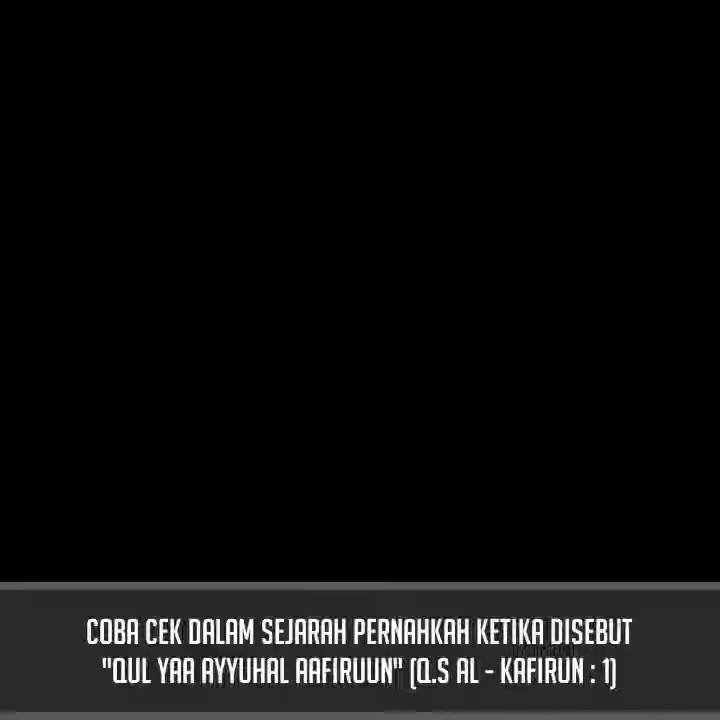 COBA CEK DALAM SEJARAH PERNAHKAH KETIKA DISEBUT
"QUL YAA AYYUHAL AAFIRUUN" (Q.S AL - KAFIRUN : 1)